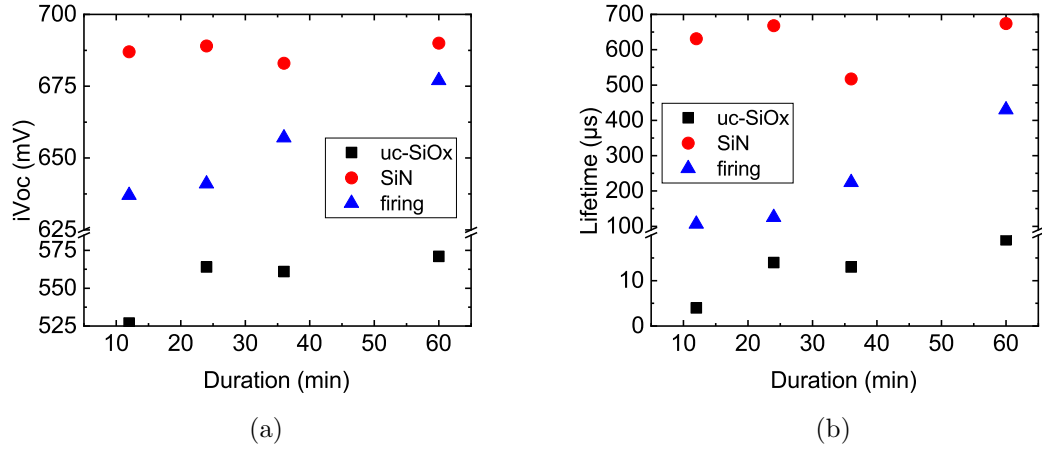 700
675
650
625
575
550
525
iVoc (mV)
uc-SiOx
SiN
firing
10 20 30 40 50 60
Duration (min)
(a)
700
600
500
400
300
200
100
10
0
Lifetime (µs)
uc-SiOx
SiN
firing
10 20 30 40 50 60
Duration (min)
(b)